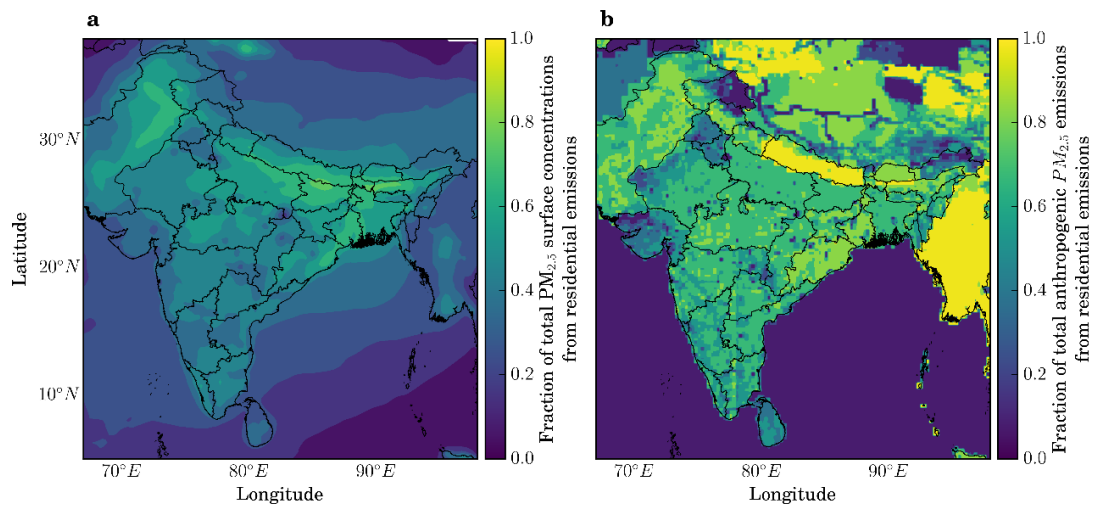 a
30°N
20°N
10°N
Latitude
70°E 80°E 90°E
Longitude
1.0
0.8
0.6
0.4
0.2
0.0
Fraction of total PM2.5 surface concentrations
from residential emissions
b
70°E 80°E 90°E
Longitude
1.0
0.8
0.6
0.4
0.2
0.0
Fraction of total anthropogenic PM2.5 emissions
from residential emissions